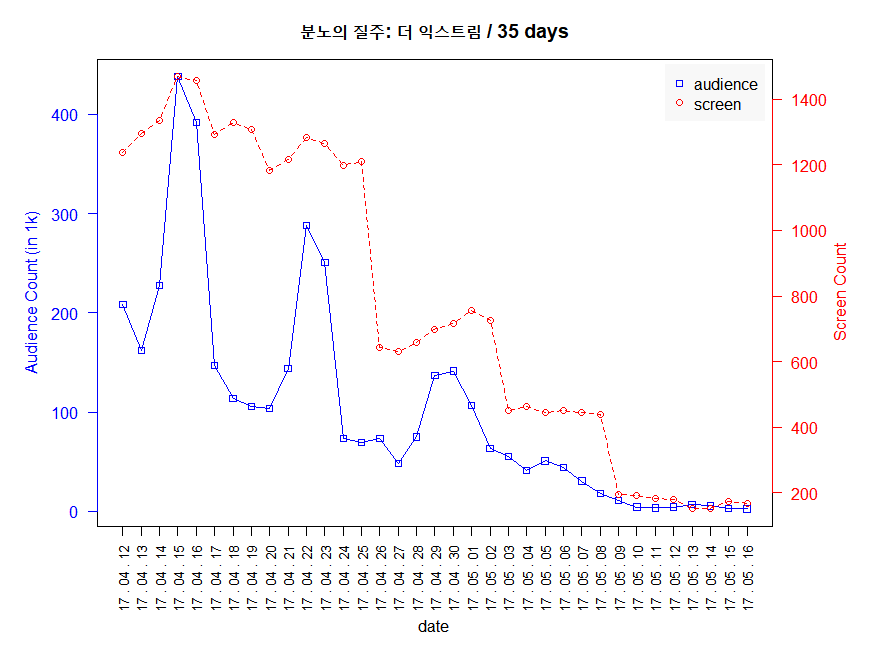 분노의 질주: 더 익스트림 / 35 days
audience
screen
Audience Count (in 1k)
400
300
200
100
0
Screen Count
1400
1200
1000
800
600
400
200
17 . 04 . 12
17 . 04 . 13
17 . 04 . 14
17 . 04 . 15
17 . 04 . 16
17 . 04 . 17
17 . 04 . 18
17 . 04 . 19
17 . 04 . 20
17 . 04 . 21
17 . 04 . 22
17 . 04 . 23
17 . 04 . 24
17 . 04 . 25
17 . 04 . 26
17 . 04 . 27
17 . 04 . 28
17 . 04 . 29
17 . 04 . 30
17 . 05 . 01
17 . 05 . 02
17 . 05 . 03
17 . 05 . 04
17 . 05 . 05
17 . 05 . 06
17 . 05 . 07
17 . 05 . 08
17 . 05 . 09
17 . 05 . 10
17 . 05 . 11
17 . 05 . 12
17 . 05 . 13
17 . 05 . 14
17 . 05 . 15
17 . 05 . 16
date